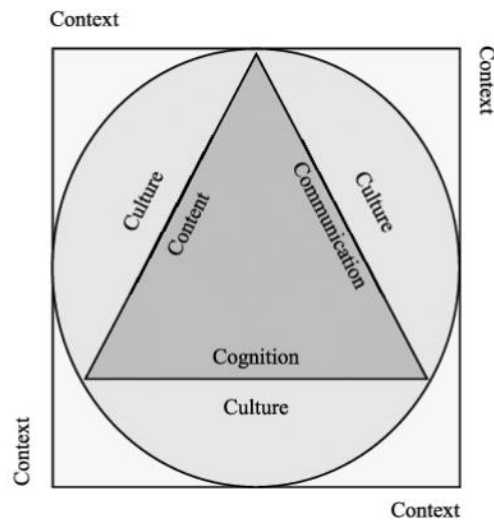 Context
Context
Culture
Content
Communication
Culture
Cognition
Culture
Context
Context